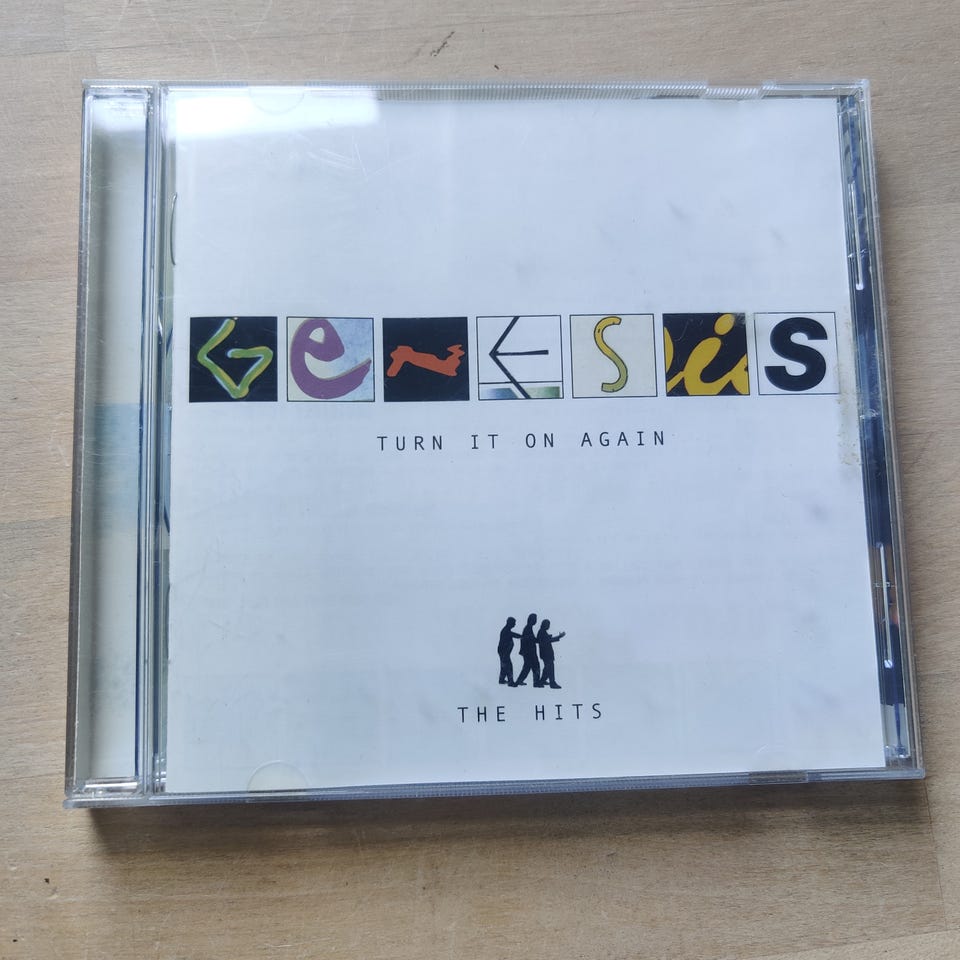 Genesis
TURN IT ON AGAIN
THE HITS